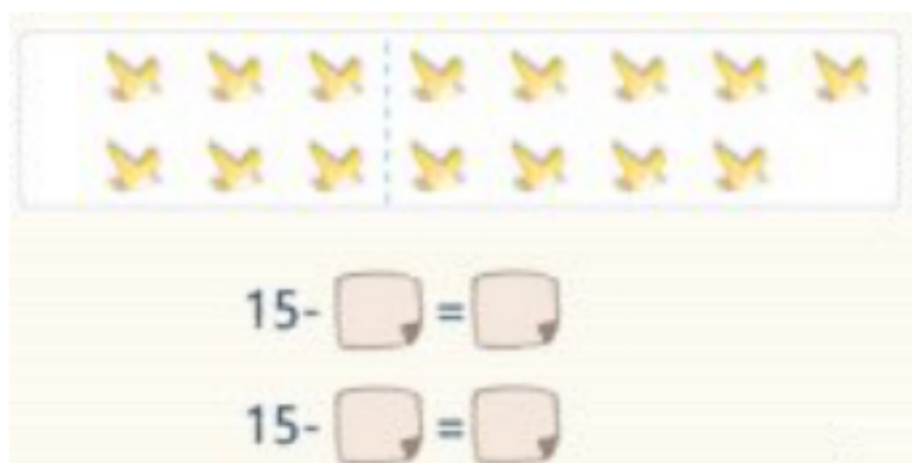 15- =
15- =